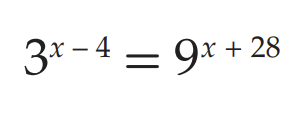 3^{x – 4} = 9^{x + 28}